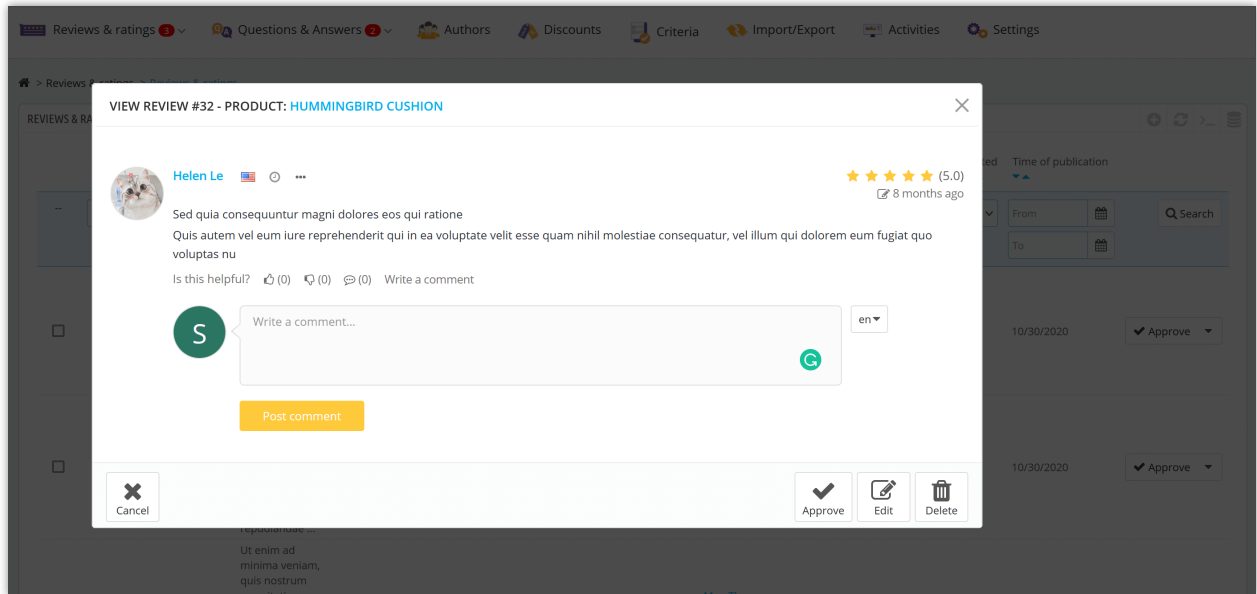 Reviews & ratings 3
Questions & Answers 2
Authors
Discounts
Criteria
Import/Export
Activities
Settings
> Reviews & ratings > Reviews & ratings
REVIEWS & RA
VIEW REVIEW #32 - PRODUCT: HUMMINGBIRD CUSHION
Time of publication
--
From
To
Search
Helen Le
(5.0)
8 months ago
Sed quia consequuntur magni dolores eos qui ratione
Quis autem vel eum iure reprehenderit qui in ea voluptate velit esse quam nihil molestiae consequatur, vel illum qui dolorem eum fugiat quo
voluptas nu
Is this helpful? (0) (0) (0) Write a comment
S
Write a comment...
en
G
Post comment
10/30/2020
Approve
10/30/2020
Approve
Cancel
Approve
Edit
Delete
repudiandae ...
Ut enim ad
minima veniam,
quis nostrum